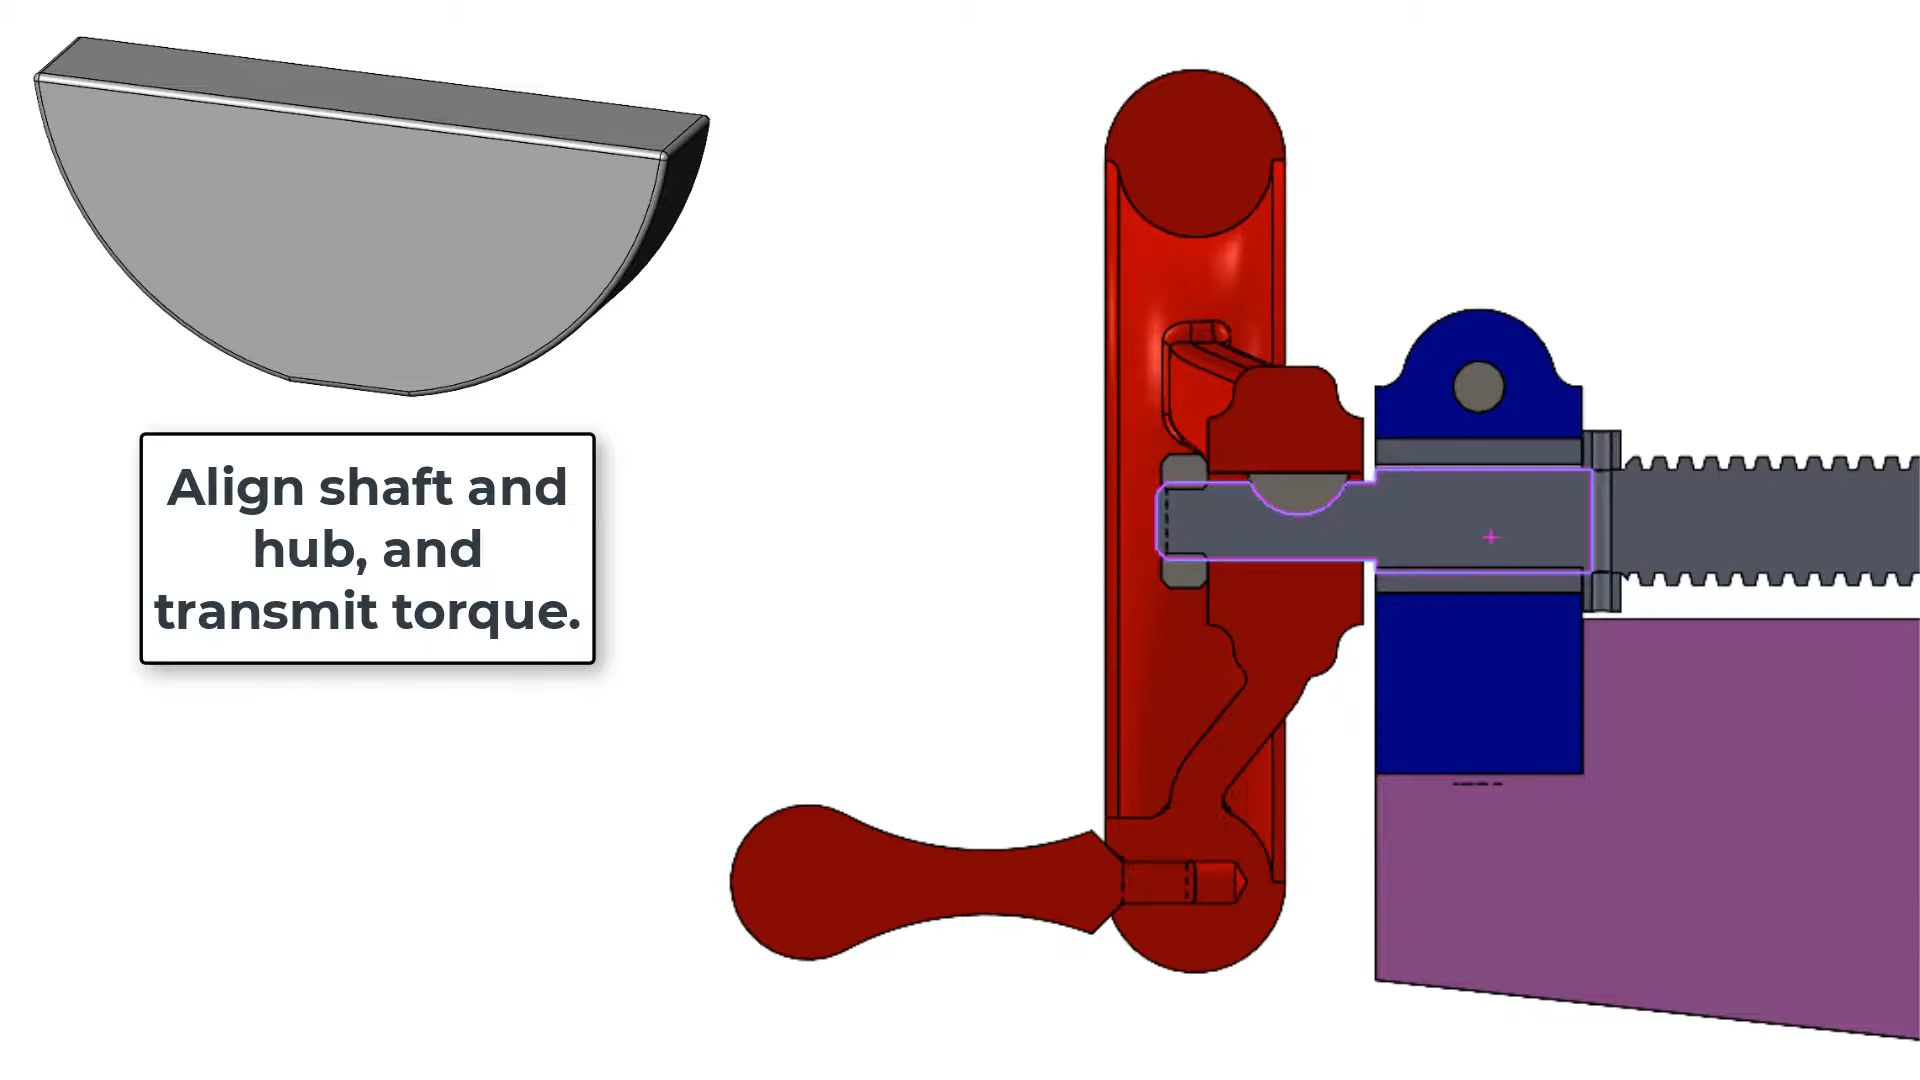 Align shaft and
hub, and
transmit torque.